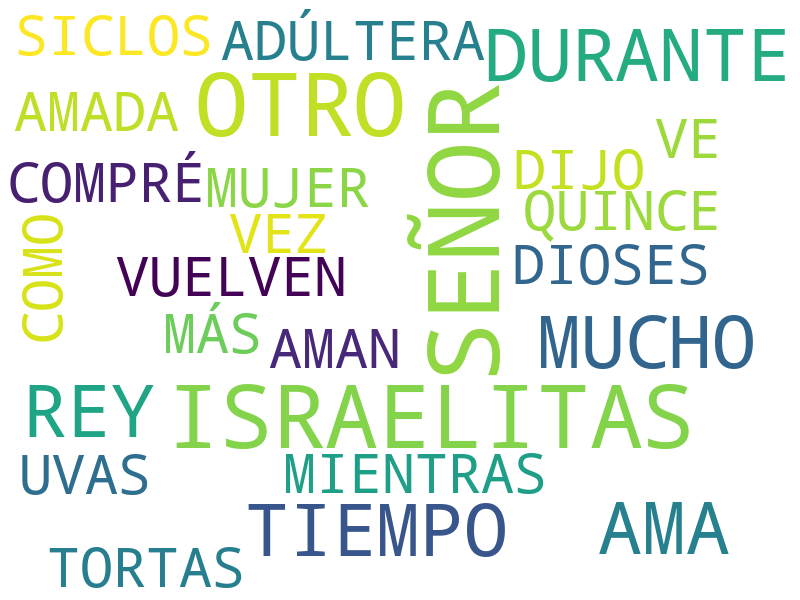 SICLOS
ADÚLTERA
DURANTE
AMADA
OTRO
SEÑOR
VE
COMPRÉ
MUJER
DIJO
QUINCE
COMO
VEZ
VUELVEN
DIOSES
MÁS
AMAN
MUCHO
REY
ISRAELITAS
UVAS
MIENTRAS
TIEMPO
AMA
TORTAS